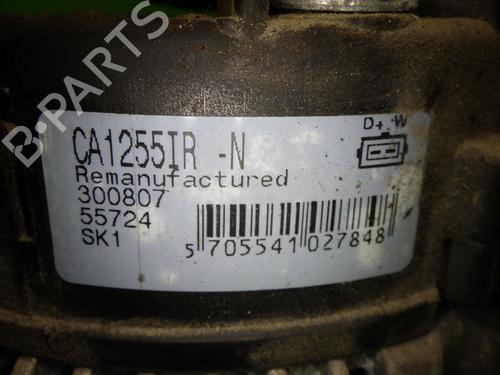 CA1255IR -N
D+ -W
Remanufactured
300807
55724
SK1
5 705541 027848
B-PARTS